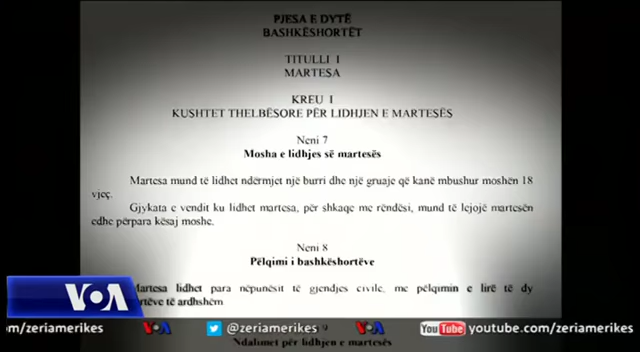 PJESA E DYTË
BASHKËSHORTËT
TITULLI I
MARTESA
KREU I
KUSHTET THELBËSORE PËR LIDHJEN E MARTESËS
Neni 7
Mosha e lidhjes së martesës
Martesa mund të lidhet ndërmjet një burri dhe një gruaje që kanë mbushur moshën 18
vjeç.
Gjykata e vendit ku lidhet martesa, për shkaqe me rëndësi, mund të lejojë martesën
edhe përpara kësaj moshe.
Neni 8
Pëlqimi i bashkëshortëve
Martesa lidhet para nëpunësit të gjendjes civile, me pëlqimin e lirë të dy
rtëve të ardhshëm
VOA
.com/zeriamerikes VOA @zeriamerikes VOA YouTube youtube.com/zeriamerikes
9
Ndalimet për lidhjen e martesës